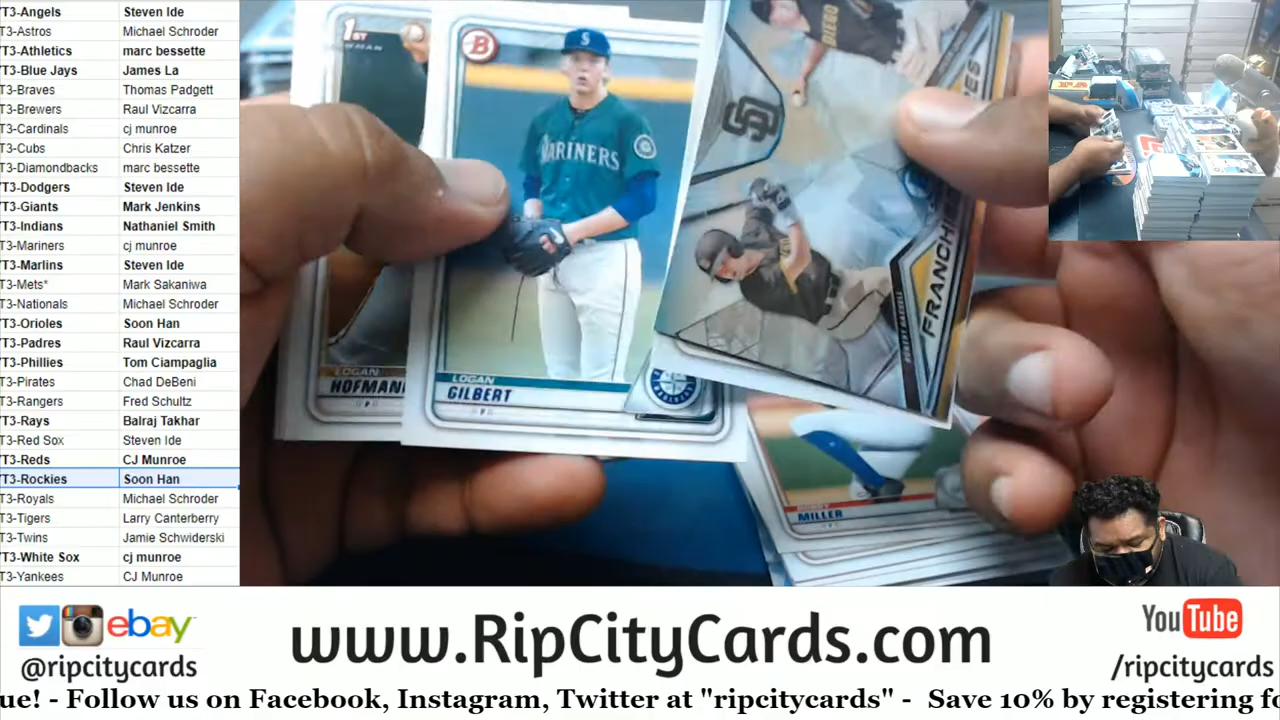 T3-Angels Steven Ide
T3-Astros Michael Schroder
T3-Athletics marc bessette
T3-Blue Jays James La
T3-Braves Thomas Padgett
T3-Brewers Raul Vizcarra
T3-Cardinals cj munroe
T3-Cubs Chris Katzer
T3-Diamondbacks marc bessette
T3-Dodgers Steven Ide
T3-Giants Mark Jenkins
T3-Indians Nathaniel Smith
T3-Mariners cj munroe
T3-Marlins Steven Ide
T3-Mets* Mark Sakaniwa
T3-Nationals Michael Schroder
T3-Orioles Soon Han
T3-Padres Raul Vizcarra
T3-Phillies Tom Ciampaglia
T3-Pirates Chad DeBeni
T3-Rangers Fred Schultz
T3-Rays Balraj Takhar
T3-Red Sox Steven Ide
T3-Reds CJ Munroe
T3-Rockies Soon Han
T3-Royals Michael Schroder
T3-Tigers Larry Canterberry
T3-Twins Jamie Schwiderski
T3-White Sox cj munroe
T3-Yankees CJ Munroe
1ST
LOGAN
HOFMANN
B
S
MARINERS
LOGAN
GILBERT
SD
FRANCHI
ES
MILLER
ebay
@ripcitycards
www.RipCityCards.com
YouTube
/ripcitycards
ue! - Follow us on Facebook, Instagram, Twitter at "ripcitycards" - Save 10% by registering fo